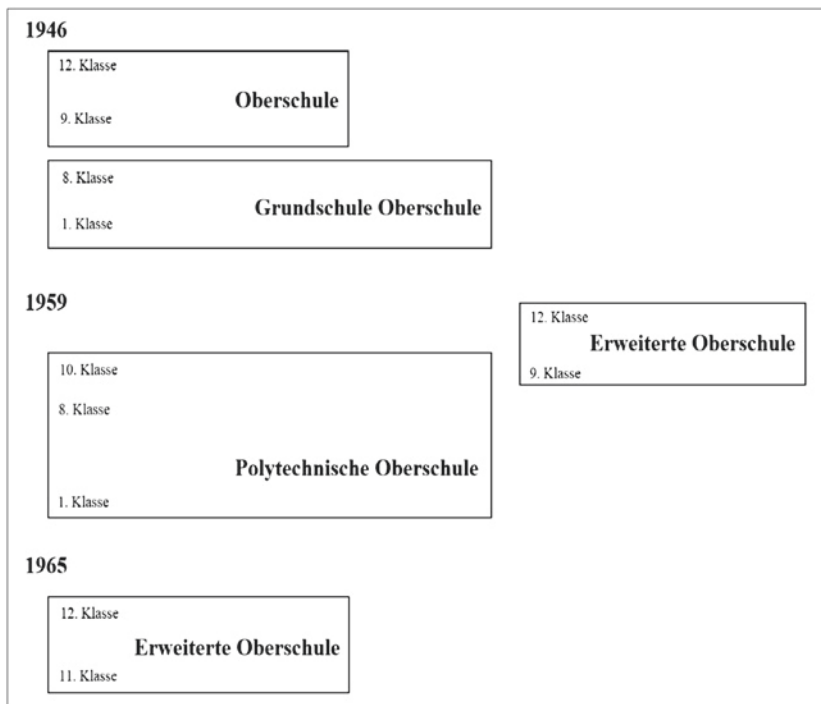 1946
12. Klasse
Oberschule
9. Klasse
8. Klasse
Grundschule Oberschule
1. Klasse
1959
12. Klasse
Erweiterte Oberschule
9. Klasse
10. Klasse
8. Klasse
Polytechnische Oberschule
1. Klasse
1965
12. Klasse
Erweiterte Oberschule
11. Klasse